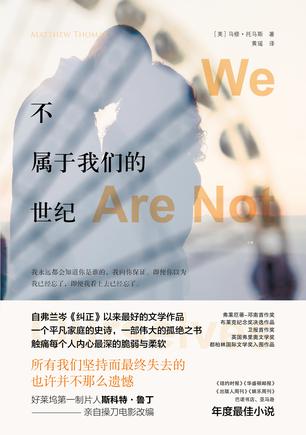 MATTHEW THOMAS
[美] 马修·托马斯 著
黄瑶 译
We
不
属于我们的
Are Not
世纪
我永远都会知道你是谁的，我向你保证。即便你以为
我已经忘了，即便我看上去已经忘了。
自弗兰岑《纠正》以来最好的文学作品
一个平凡家庭的史诗，一部伟大的孤绝之书
触痛每个人内心最深的脆弱与柔软
弗莱厄蒂-邓南首作奖
布莱克纪念奖决选作品
卫报首作奖
英国弗里奥文学奖
都柏林国际文学奖入围作品
所有我们坚持而最终失去的
也许并不那么遗憾
好莱坞第一制片人斯科特·鲁丁
亲自操刀电影改编
《纽约时报》《华盛顿邮报》
《出版人周刊》《娱乐周刊》
巴诺书店、亚马逊
年度最佳小说